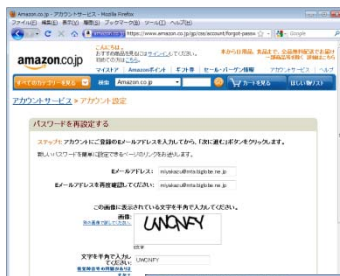 Amazon.co.jp - アカウントサービス - Mozilla Firefox
ファイル(F) 編集(E) 表示(V) 履歴(S) ブックマーク(B) ツール(T) ヘルプ(H)
https://www.amazon.co.jp/gp/css/account/forgot-passw
Google
こんにちは。
amazon.co.jp
マイストア Amazonポイント ギフト券 セール・バーゲン情報 アカウントサービス ヘルプ
すべてのカテゴリーを見る 検索 Amazon カートを見る ほしい物リスト
アカウントサービス > アカウント設定
パスワードを再設定する
ステップ1: アカウントにご登録のEメールアドレスを入力してから、「次に進む」ボタンをクリックします。
新しいパスワードを簡単に設定できるページのリンクをお送りします。
Eメールアドレス:
Eメールアドレスを再度確認してください:
この画像に表示されている文字を半角で入力してください。
画像:
UWCNFY
文字を半角で入力してください: UWCNFY